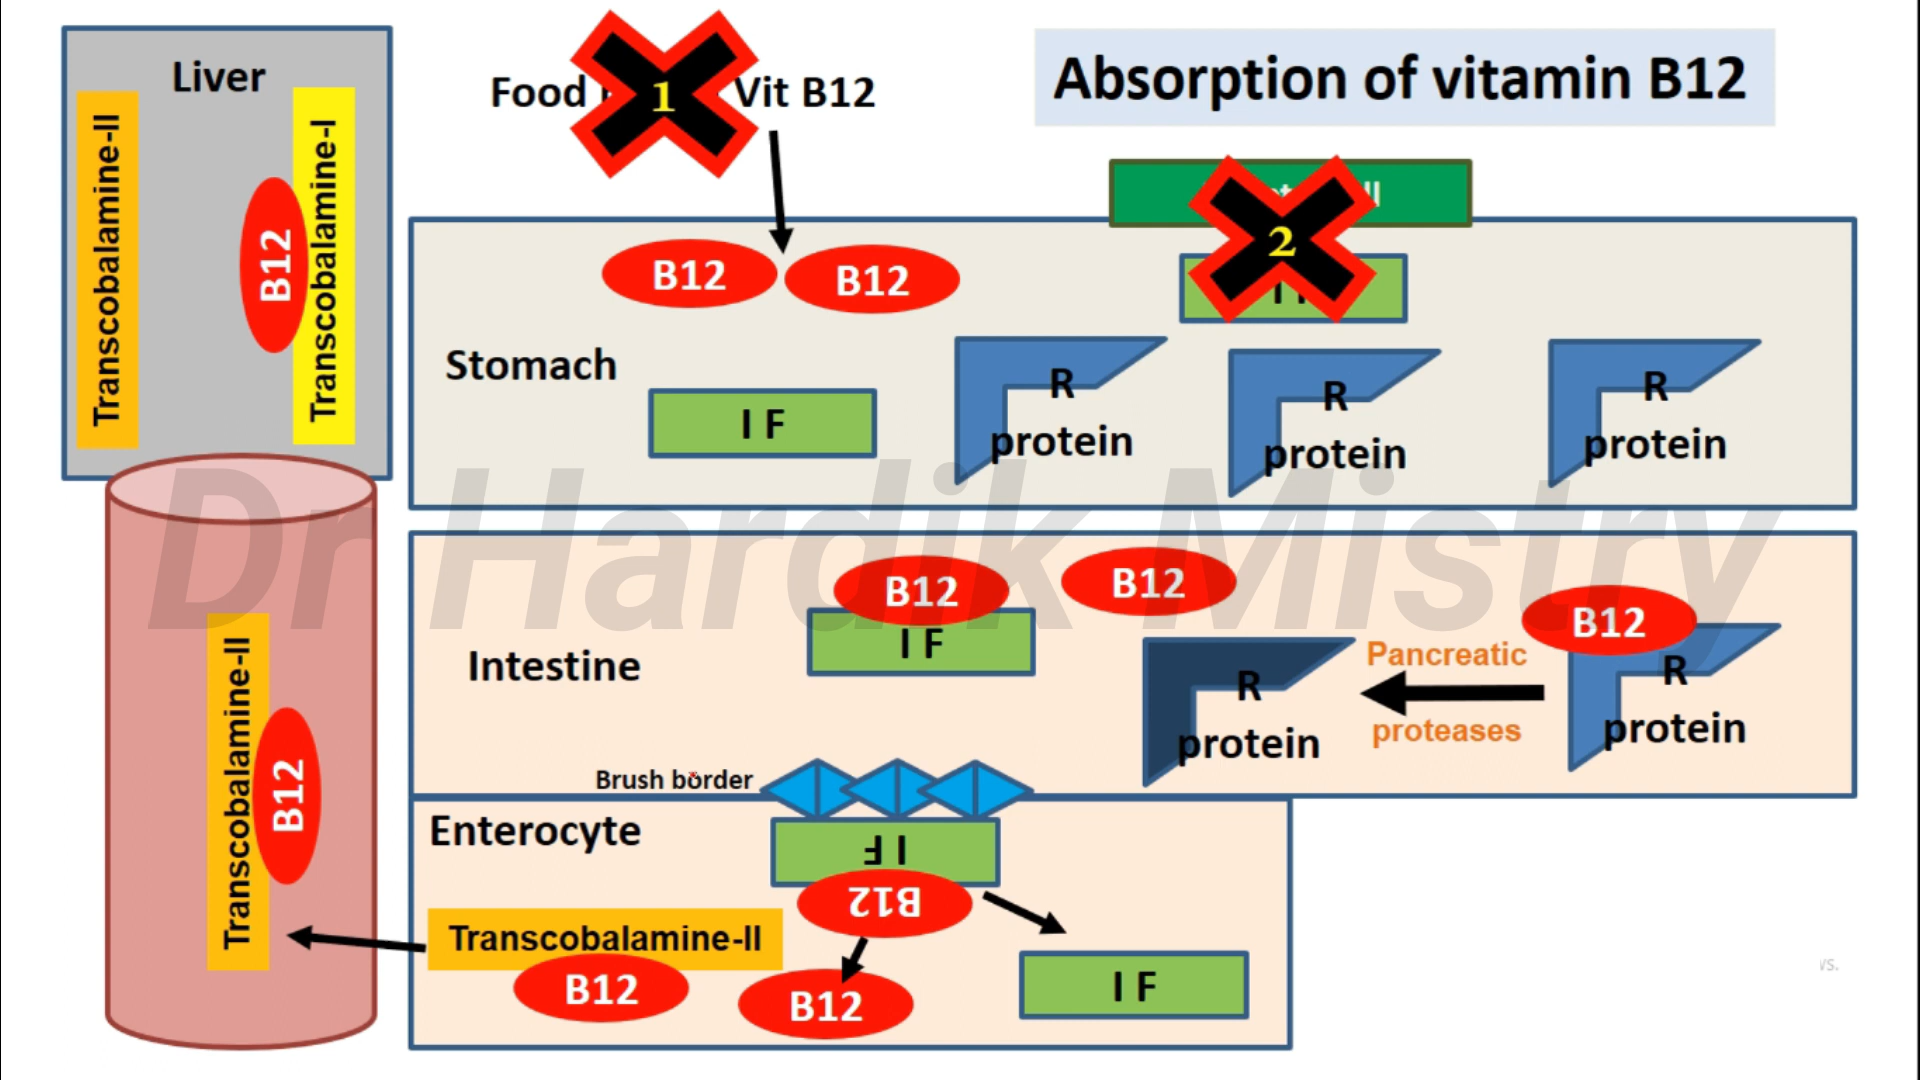 Absorption of vitamin B12
Food
Vit B12
1
2
Liver
Transcobalamine-II
B12
Transcobalamine-I
B12
B12
Stomach
I F
R
protein
R
protein
R
protein
Dr Hardik Mistry
B12
I F
B12
B12
Intestine
R
protein
Pancreatic
proteases
R
protein
Brush border
Enterocyte
I F
B12
Transcobalamine-II
B12
B12
I F
Transcobalamine-II
B12
vs.